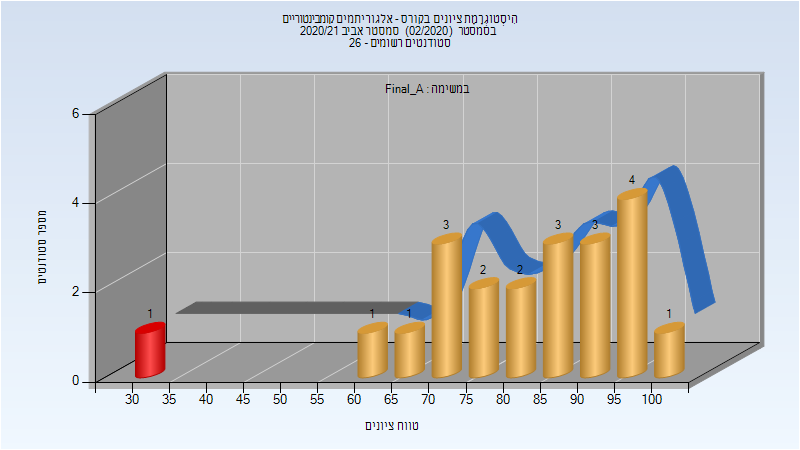 היסטוגרמת ציונים בקורס - אלגוריתמים קומבינטוריים
בסמסטר (02/2020) סמסטר אביב 2020/21
סטודנטים רשומים - 26
במשימה : Final_A
מספר סטודנטים
6
4
2
0
1
1
1
3
2
2
3
3
4
1
30 35 40 45 50 55 60 65 70 75 80 85 90 95 100
טווח ציונים